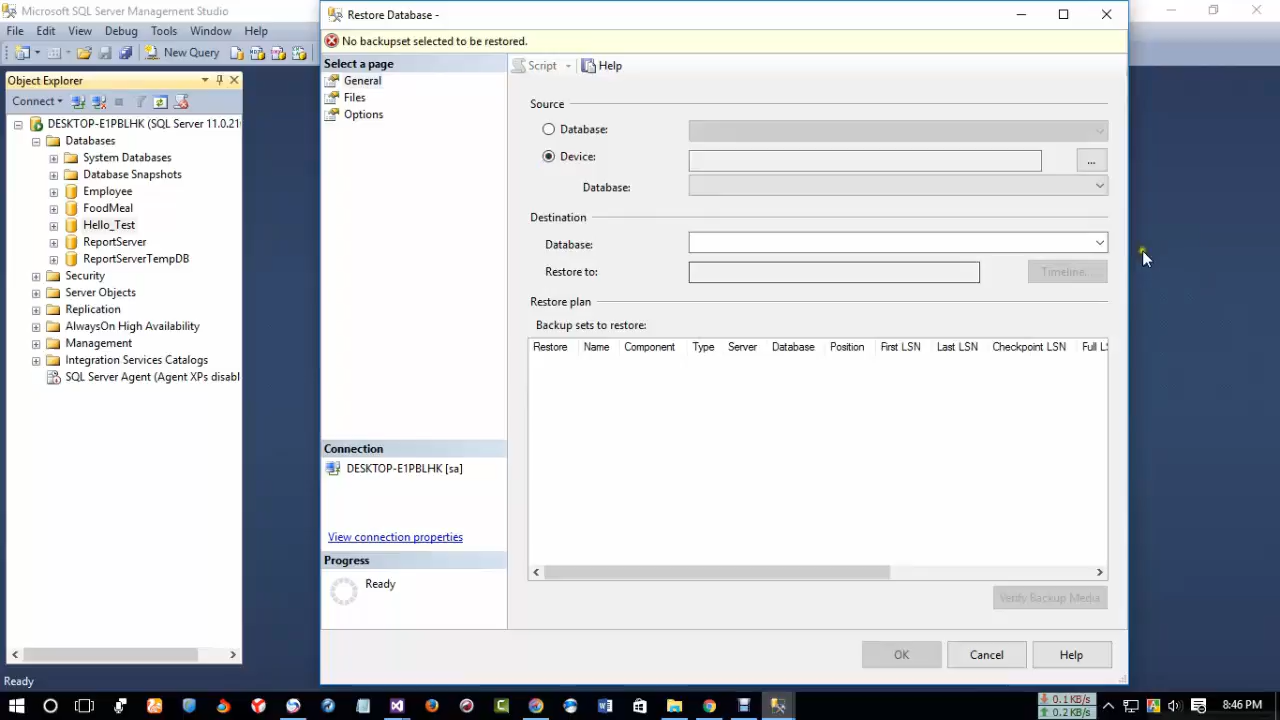 Microsoft SQL Server Management Studio
File Edit View Debug Tools Window Help
New Query
Object Explorer
Connect
DESKTOP-E1PBLHK (SQL Server 11.0.21
Databases
System Databases
Database Snapshots
Employee
FoodMeal
Hello_Test
ReportServer
ReportServerTempDB
Security
Server Objects
Replication
AlwaysOn High Availability
Management
Integration Services Catalogs
SQL Server Agent (Agent XPs disabl
Ready
Restore Database -
No backupset selected to be restored.
Select a page
General
Files
Options
Connection
DESKTOP-E1PBLHK [sa]
View connection properties
Progress
Ready
Script Help
Source
Database:
Device:
...
Database:
Destination
Database:
Restore to:
Timeline...
Restore plan
Backup sets to restore:
Restore Name Component Type Server Database Position First LSN Last LSN Checkpoint LSN Full LS
Verify Backup Media
OK Cancel Help
0.1 KB/s
0.2 KB/s
8:46 PM